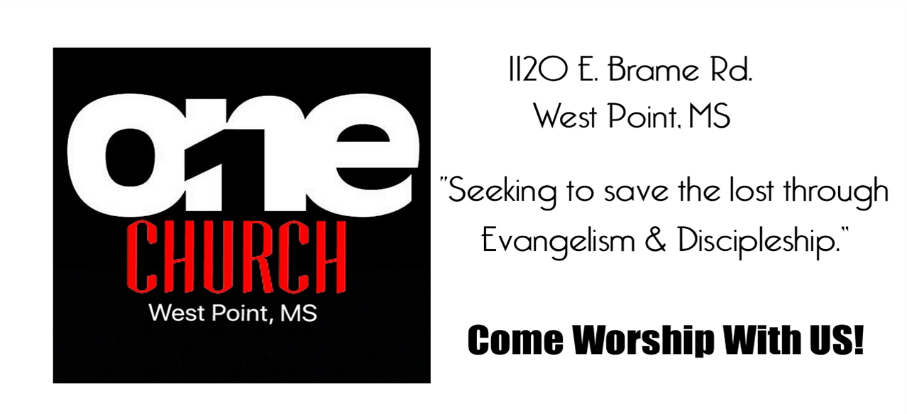 one
CHURCH
West Point, MS
1120 E. Brame Rd.
West Point, MS
"Seeking to save the lost through
Evangelism & Discipleship."
Come Worship With US!